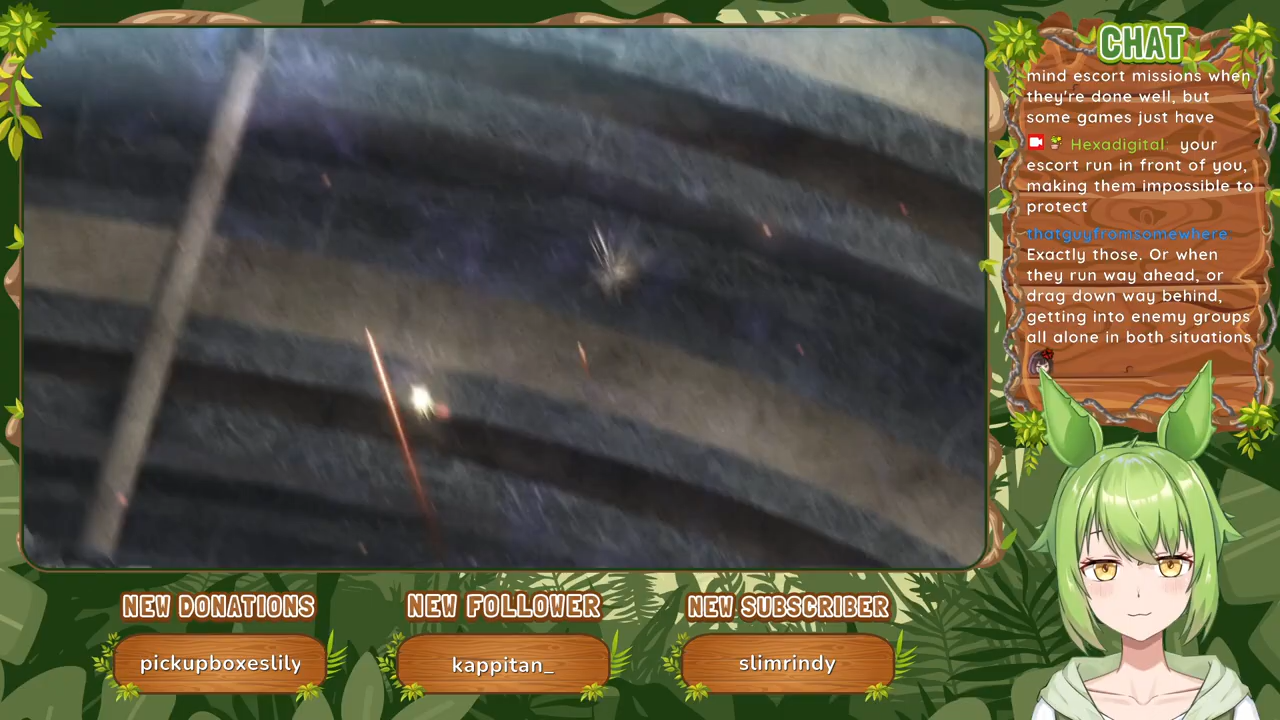 CHAT
mind escort missions when
they're done well, but
some games just have
Hexadigital: your
escort run in front of you,
making them impossible to
protect
thatguyfromsomewhere:
Exactly those. Or when
they run way ahead, or
drag down way behind,
getting into enemy groups
all alone in both situations
NEW DONATIONS
NEW FOLLOWER
NEW SUBSCRIBER
pickupboxeslily
kappitan_
slimrindy